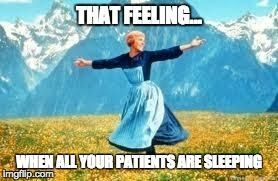 THAT FEELING...
WHEN ALL YOUR PATIENTS ARE SLEEPING
imgflip.com